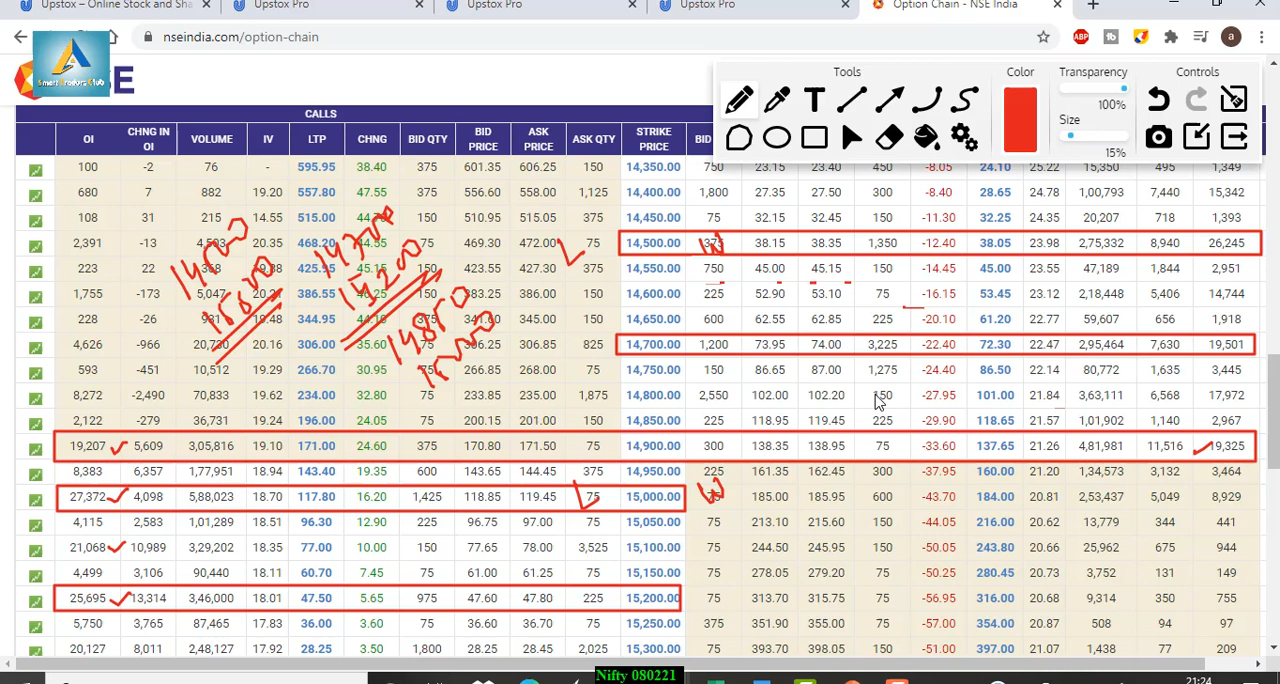 Upstox – Online Stock and Sha
Upstox Pro
Upstox Pro
Upstox Pro
Option Chain - NSE India
nseindia.com/option-chain
ABP
a
Smart Product Club
E
Tools
Color
Transparency
Controls
T
100%
Size
15%
CALLS
OI CHNG IN OI VOLUME IV LTP CHNG BID QTY BID PRICE ASK PRICE ASK QTY STRIKE PRICE BID
100 -2 76 - 595.95 38.40 375 601.35 606.25 150 14,350.00 750 23.15 23.40 450 -8.05 24.10 25.22 15,350 495 1,349
680 7 882 19.20 557.80 47.55 375 556.60 558.00 1,125 14,400.00 1,800 27.35 27.50 300 -8.40 28.65 24.78 1,00,793 7,440 15,342
108 31 215 14.55 515.00 150 510.95 515.05 375 14,450.00 75 32.15 32.45 150 -11.30 32.25 24.35 20,207 718 1,393
2,391 -13 20.35 468.20 44.55 75 469.30 472.00 75 14,500.00 375 38.15 38.35 1,350 -12.40 38.05 23.98 275,332 8,940 26,245
223 22 368 425.95 45.15 150 423.55 427.30 375 14,550.00 750 45.00 45.15 150 -14.45 45.00 23.55 47,189 1,844 2,951
1,755 -173 5,047 386.55 150 383.25 386.00 150 14,600.00 225 52.90 53.10 75 -16.15 53.45 23.12 2,18,448 5,406 14,744
228 -26 19.48 344.95 345.00 150 14,650.00 600 62.55 62.85 225 -20.10 61.20 22.77 59,607 656 1,918
4,626 -966 20.16 306.00 35.60 75 306.25 306.85 825 14,700.00 1,200 73.95 74.00 3,225 -22.40 72.30 22.47 2,95,464 7,630 19,501
593 -451 10,512 19.29 266.70 30.95 266.85 268.00 75 14,750.00 150 86.65 87.00 1,275 -24.40 86.50 22.14 80,772 1,635 3,445
8,272 -2,490 70,833 19.62 234.00 32.80 75 233.85 235.00 1,875 14,800.00 2,550 102.00 102.20 -27.95 101.00 21.84 2,63,111 6,568 17,972
2,122 -279 36,731 19.24 196.00 24.05 75 200.15 201.00 150 14,850.00 225 118.95 119.45 225 -29.90 118.65 21.57 1,01,902 1,140 2,967
19,207 5,609 3,05,816 19.10 171.00 24.60 375 170.80 171.50 75 14,900.00 300 138.35 138.95 75 -33.60 137.65 21.26 4,81,981 11,516 19,325
8,383 6,357 1,77,951 18.94 143.40 19.35 600 143.65 144.45 375 14,950.00 225 161.35 162.45 300 -37.95 160.00 21.20 1,34,573 3,132 3,464
27,372 4,098 5,88,023 18.70 117.80 16.20 1,425 118.85 119.45 75 15,000.00 75 185.00 185.95 600 -43.70 184.00 20.81 2,53,437 5,049 8,929
4,115 2,583 1,01,289 18.51 96.30 12.90 225 96.75 97.00 75 15,050.00 75 213.10 215.60 150 -44.05 216.00 20.62 13,779 344 441
21,068 10,989 3,29,202 18.35 77.00 10.00 150 77.65 78.00 3,525 15,100.00 75 244.50 245.95 150 -50.05 243.80 20.66 25,962 675 944
4,499 3,106 90,440 18.11 60.70 7.45 75 61.00 61.25 75 15,150.00 75 278.05 279.20 75 -50.25 280.45 20.73 3,752 131 149
25,695 13,314 3,46,000 18.01 47.50 5.65 975 47.60 47.80 225 15,200.00 75 313.70 316.70 75 -56.95 316.00 20.68 9,314 350 755
5,750 3,765 87,465 17.83 36.00 3.60 75 36.60 36.70 75 15,250.00 375 351.90 355.00 75 -57.00 354.00 20.87 508 94 97
20,127 8,011 2,48,127 17.92 28.25 3.50 1,800 28.45 28.50 2,025 15,300.00 75 393.70 398.05 150 -51.00 397.00 21.07 1,438 77 209
14000
15600
14700
15200
14850
15000
L
W
L
W
Nifty 080221
21:24